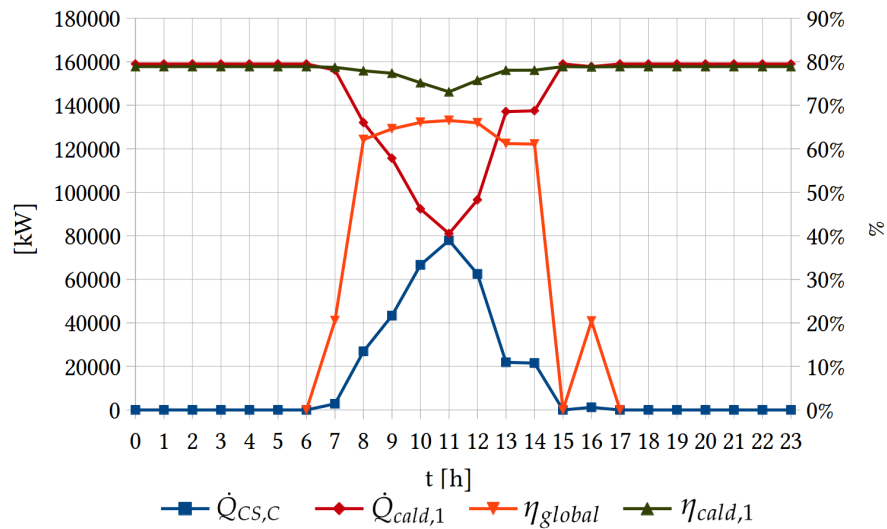 180000 90%
160000 80%
140000 70%
120000 60%
100000 50%
80000 40%
60000 30%
40000 20%
20000 10%
0 0%
[kW]
%
0 1 2 3 4 5 6 7 8 9 10 11 12 13 14 15 16 17 18 19 20 21 22 23
t [h]
Q̇CS,C Q̇cald,1 ηglobal ηcald,1